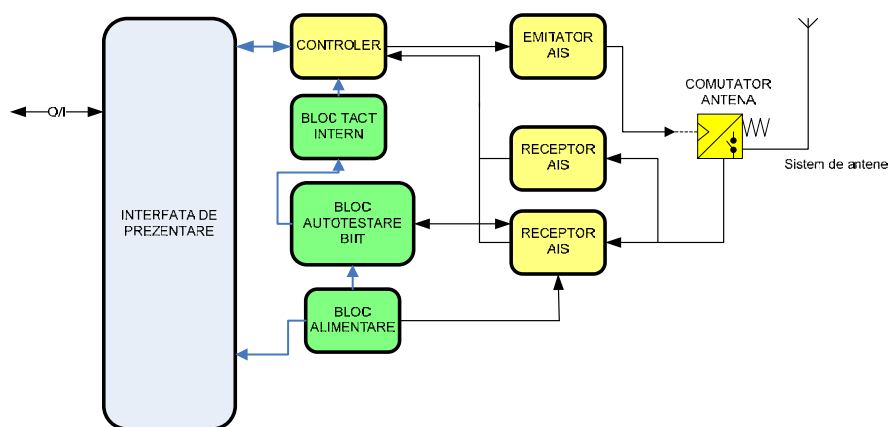 CONTROLER
EMITATOR
AIS
COMUTATOR
ANTENA
O/I
BLOC TACT
INTERN
RECEPTOR
AIS
Sistem de antene
INTERFATA DE
PREZENTARE
BLOC
AUTOTESTARE
BIIT
RECEPTOR
AIS
BLOC
ALIMENTARE